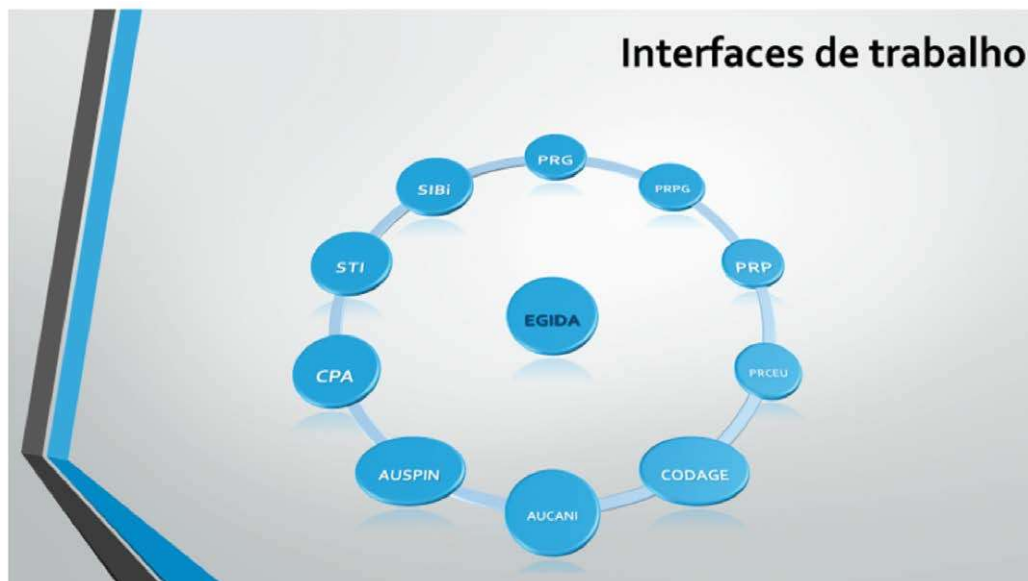 Interfaces de trabalho
PRG
PRPG
PRP
PRCEU
CODAGE
AUCANI
AUSPIN
CPA
STI
SIBi
EGIDA